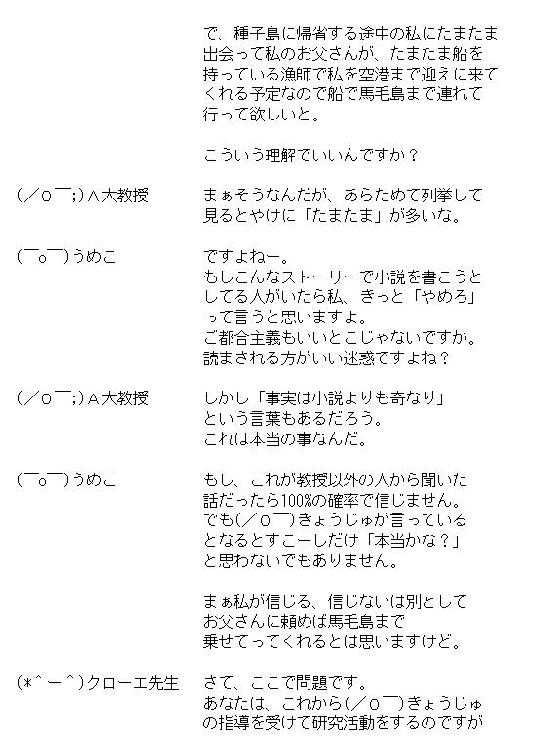 で、種子島に帰省する途中の私にたまたま
出会って私のお父さんが、たまたま船を
持っている漁師で私を空港まで迎えに来て
くれる予定なので船で馬毛島まで連れて
行って欲しいと。
こういう理解でいいんですか？
(／０￣;)Ａ大教授 まぁそうなんだが、あらためて列挙して
見るとやけに「たまたま」が多いな。
(￣o￣)うめこ ですよねー。
もしこんなストーリーで小説を書こうと
してる人がいたら私、きっと「やめろ」
って言うと思いますよ。
ご都合主義もいいとこじゃないですか。
読まされる方がいい迷惑ですよね？
(／０￣;)Ａ大教授 しかし「事実は小説よりも奇なり」
という言葉もあるだろう。
これは本当の事なんだ。
(￣o￣)うめこ もし、これが教授以外の人から聞いた
話だったら100%の確率で信じません。
でも(／０￣)きょうじゅが言っている
となるとすこーしだけ「本当かな？」
と思わないでもありません。
まぁ私が信じる、信じないは別として
お父さんに頼めば馬毛島まで
乗せてってくれるとは思いますけど。
(*＾ー＾)クローエ先生 さて、ここで問題です。
あなたは、これから(／０￣)きょうじゅ
の指導を受けて研究活動をするのですが